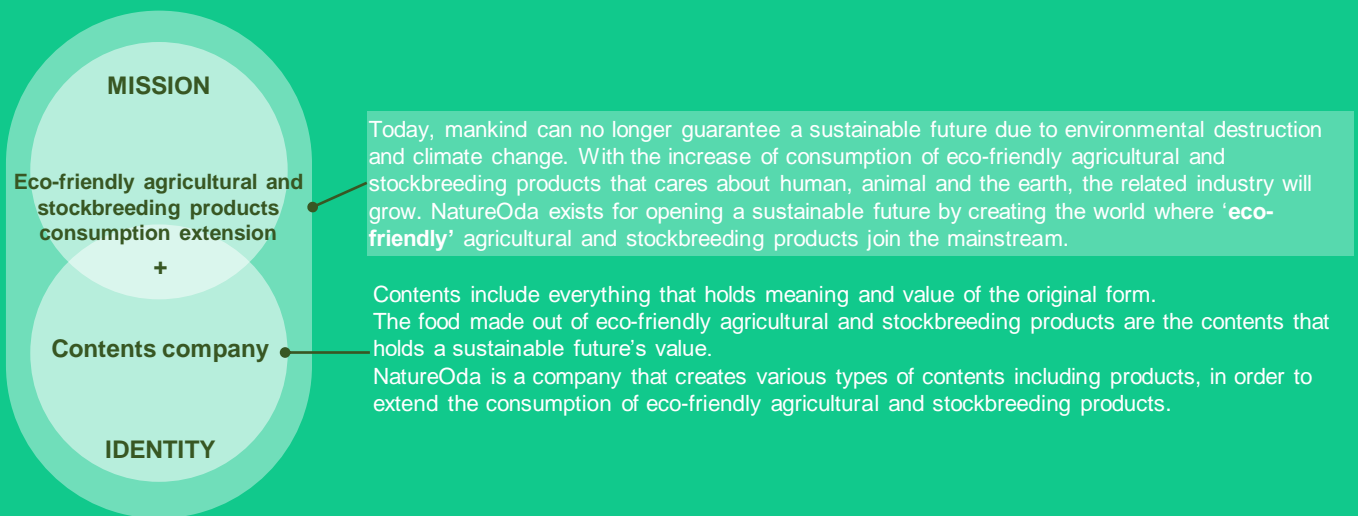 MISSION
Eco-friendly agricultural and
stockbreeding products
consumption extension
+
Contents company
IDENTITY
Today, mankind can no longer guarantee a sustainable future due to environmental destruction
and climate change. With the increase of consumption of eco-friendly agricultural and
stockbreeding products that cares about human, animal and the earth, the related industry will
grow. NatureOda exists for opening a sustainable future by creating the world where ‘eco-
friendly’ agricultural and stockbreeding products join the mainstream.
Contents include everything that holds meaning and value of the original form.
The food made out of eco-friendly agricultural and stockbreeding products are the contents that
holds a sustainable future’s value.
NatureOda is a company that creates various types of contents including products, in order to
extend the consumption of eco-friendly agricultural and stockbreeding products.